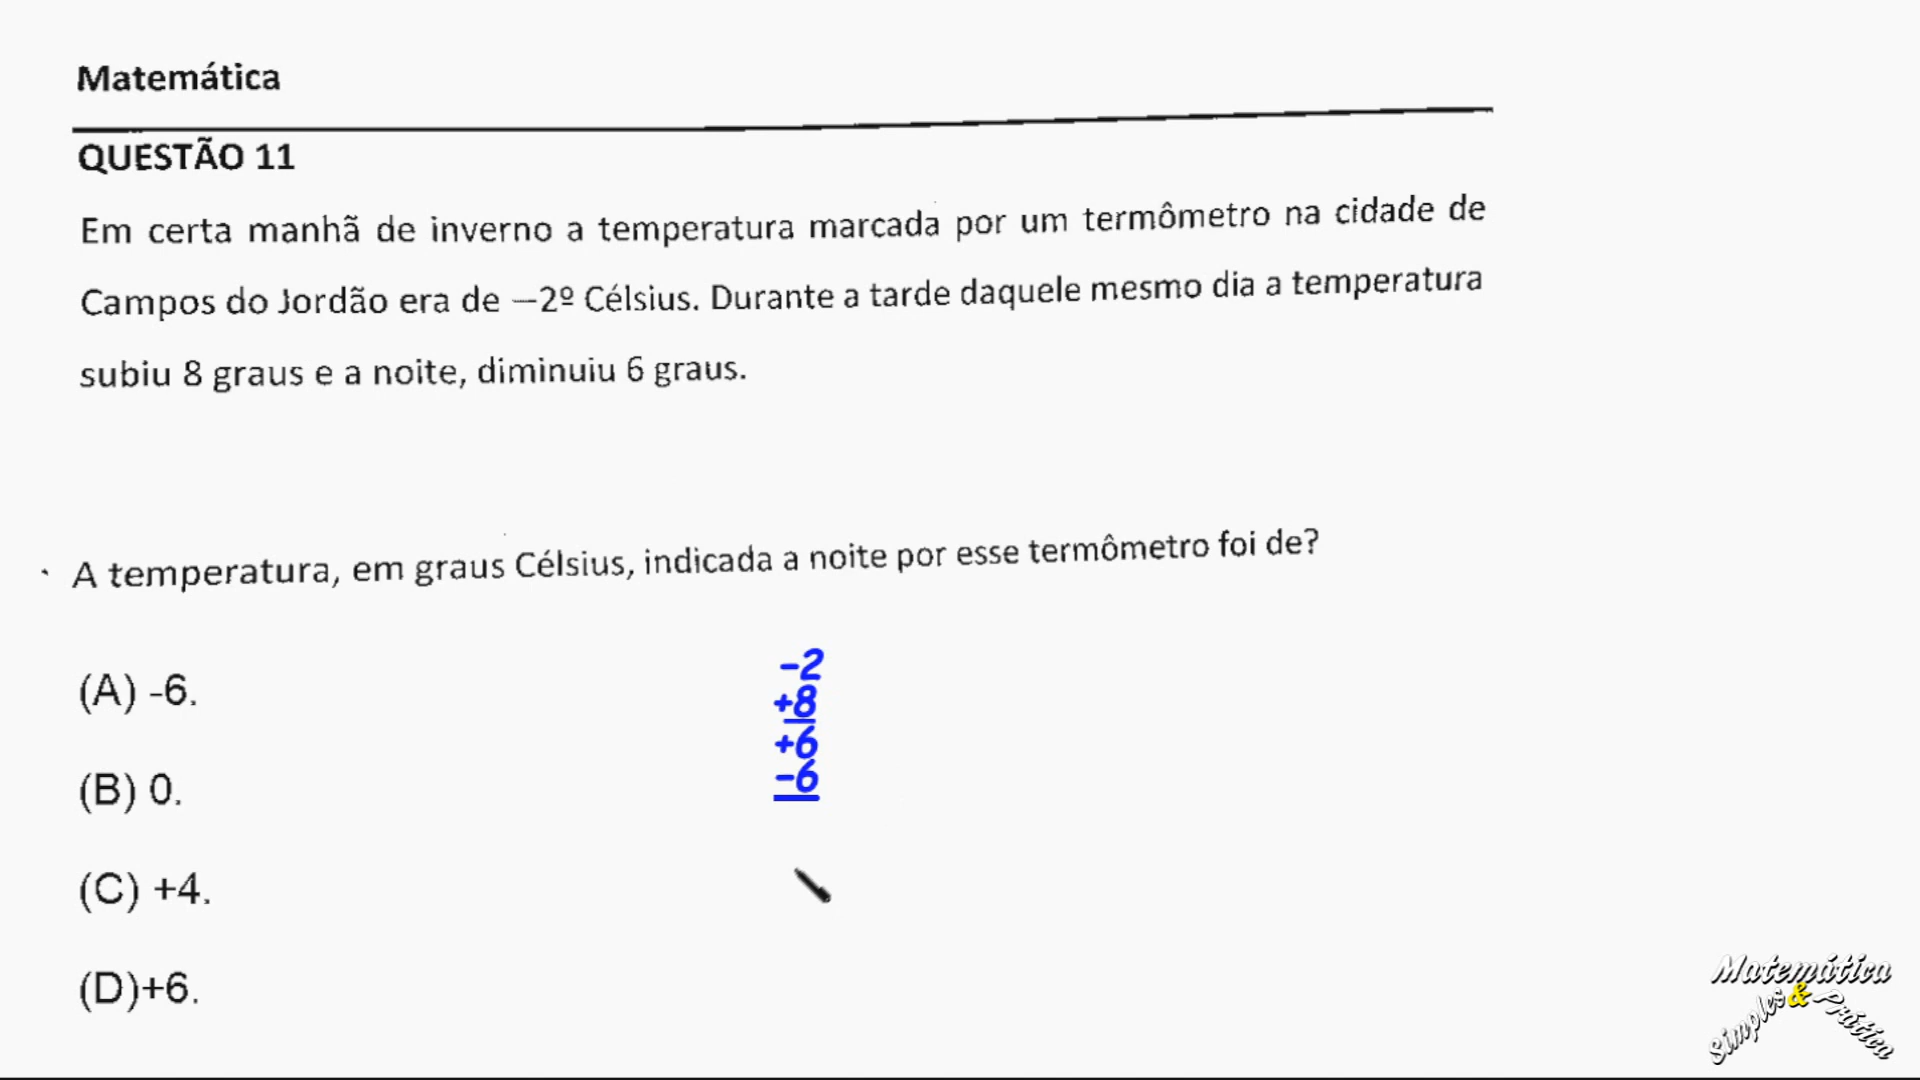 Matemática
QUESTÃO 11
Em certa manhã de inverno a temperatura marcada por um termômetro na cidade de
Campos do Jordão era de −2º Célsius. Durante a tarde daquele mesmo dia a temperatura
subiu 8 graus e a noite, diminuiu 6 graus.
A temperatura, em graus Célsius, indicada a noite por esse termômetro foi de?
(A) -6.
(B) 0.
(C) +4.
(D)+6.
-2
+8
+6
-6
Matemática
Simples & Prática